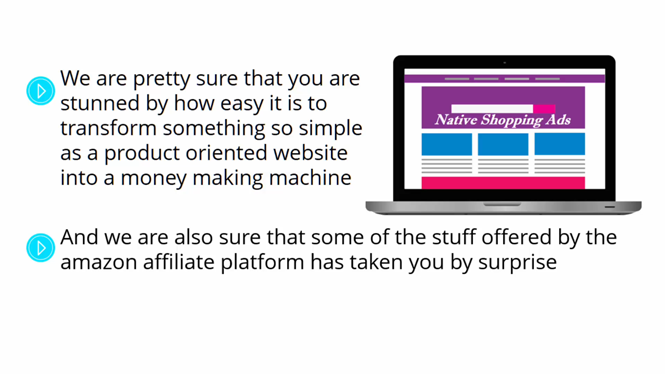 We are pretty sure that you are
stunned by how easy it is to
transform something so simple
as a product oriented website
into a money making machine
Native Shopping Ads
And we are also sure that some of the stuff offered by the
amazon affiliate platform has taken you by surprise